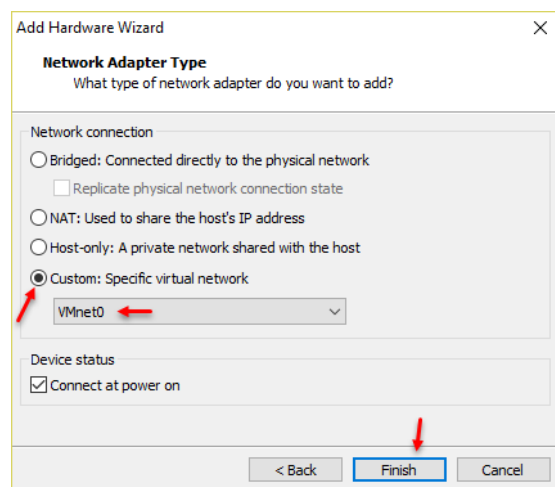 Add Hardware Wizard
Network Adapter Type
What type of network adapter do you want to add?
Network connection
Bridged: Connected directly to the physical network
Replicate physical network connection state
NAT: Used to share the host's IP address
Host-only: A private network shared with the host
Custom: Specific virtual network
VMnet0
Device status
Connect at power on
< Back Finish Cancel